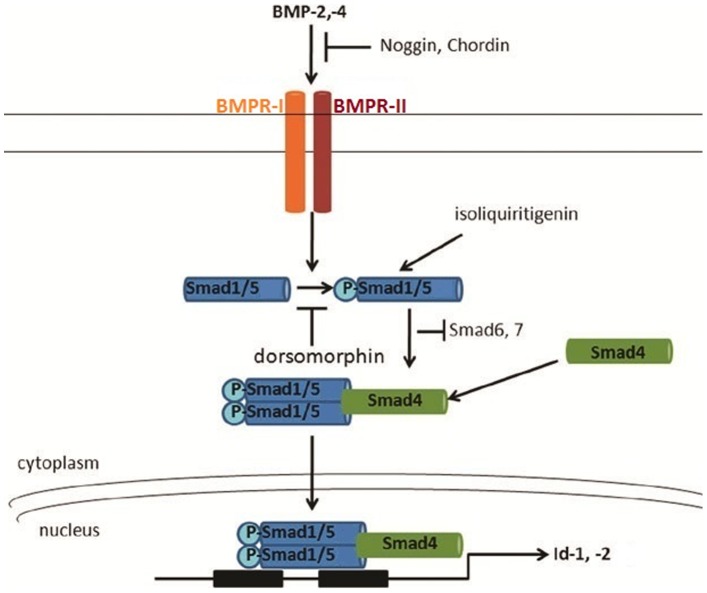 BMP-2,-4
Noggin, Chordin
BMPR-I
BMPR-II
isoliquiritigenin
Smad1/5
P-Smad1/5
Smad6, 7
dorsomorphin
Smad4
P-Smad1/5
P-Smad1/5
Smad4
cytoplasm
nucleus
P-Smad1/5
P-Smad1/5
Smad4
Id-1, -2